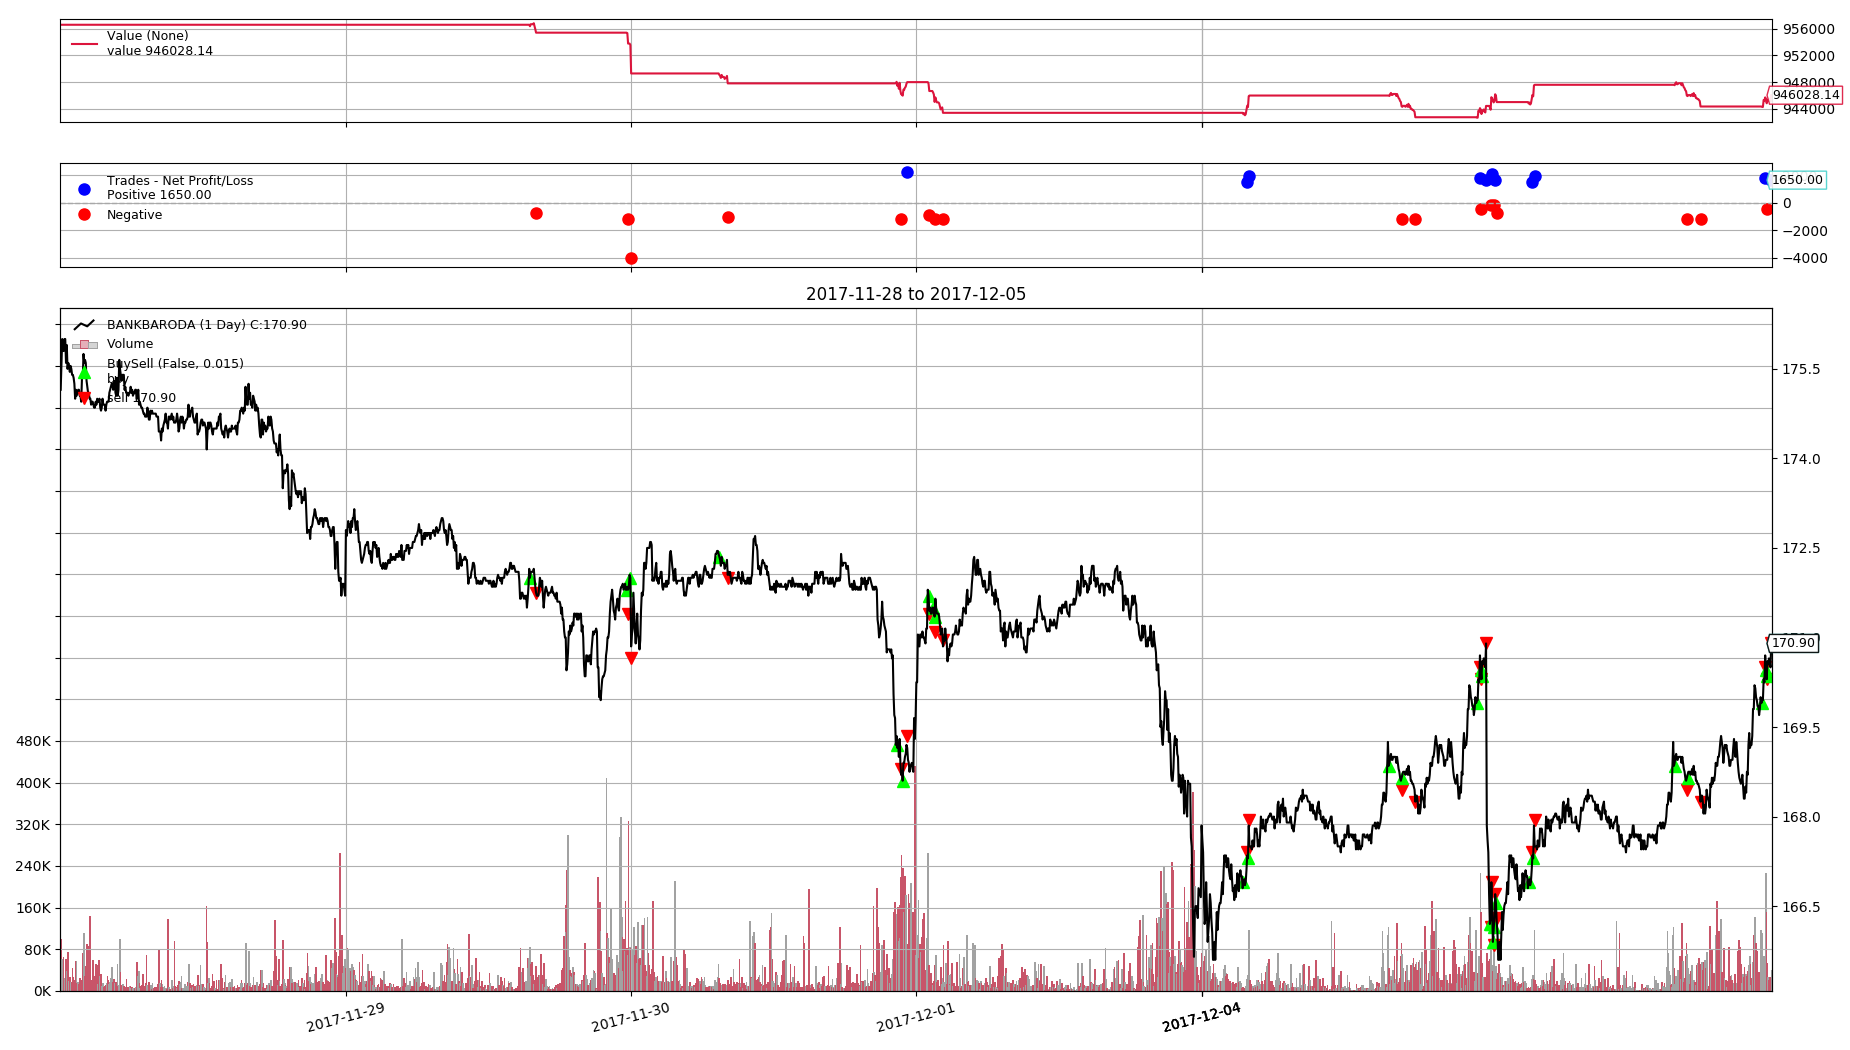 Value (None)
value 946028.14
956000
952000
948000
946028.14
944000
Trades - Net Profit/Loss
Positive 1650.00
Negative
1650.00
0
−2000
−4000
2017-11-28 to 2017-12-05
BANKBARODA (1 Day) C:170.90
Volume
BuySell (False, 0.015)
buy
sell 170.90
175.5
174.0
172.5
170.90
169.5
168.0
166.5
480K
400K
320K
240K
160K
80K
0K
2017-11-29
2017-11-30
2017-12-01
2017-12-04